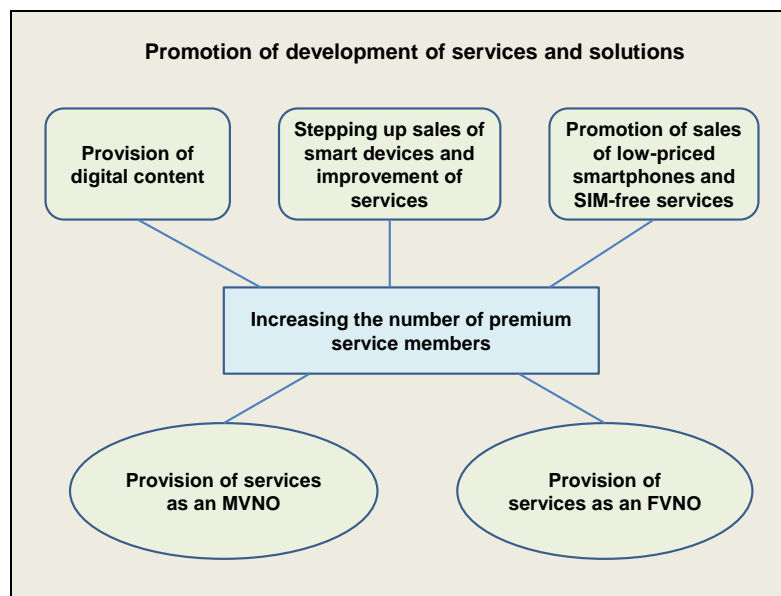 Promotion of development of services and solutions
Provision of
digital content
Stepping up sales of
smart devices and
improvement of
services
Promotion of sales
of low-priced
smartphones and
SIM-free services
Increasing the number of premium
service members
Provision of services
as an MVNO
Provision of
services as an FVNO